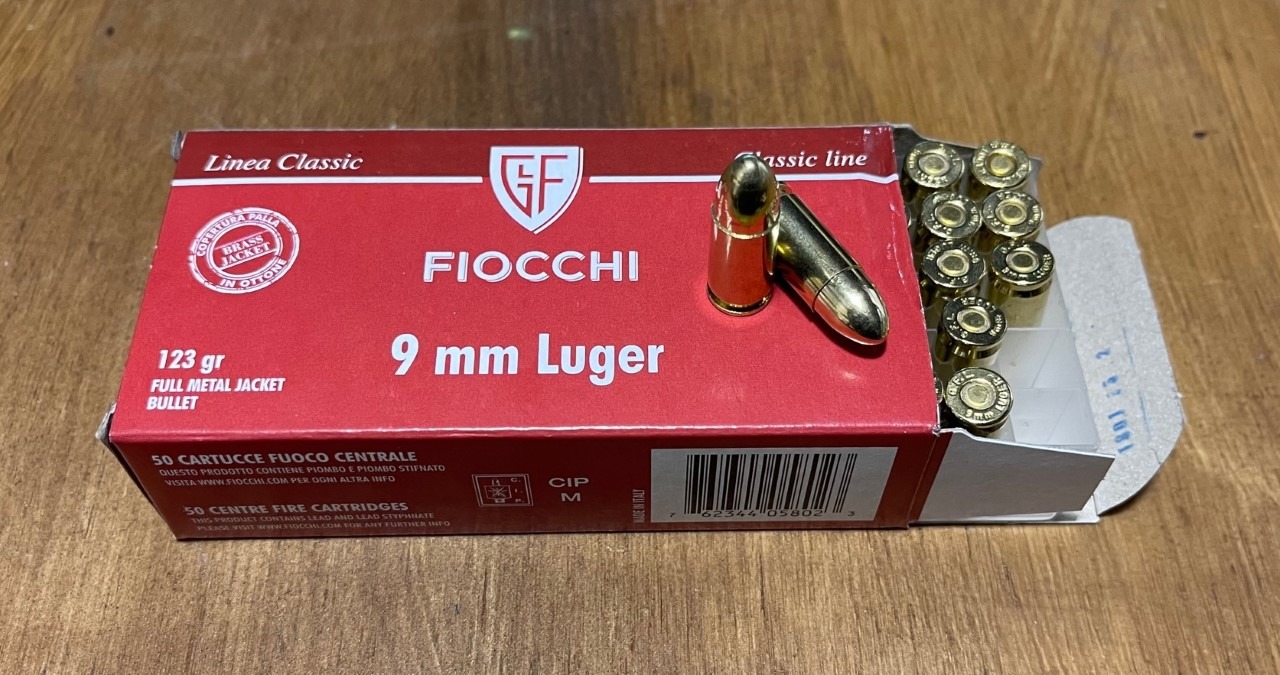 Linea Classic
Classic line
GF
COPERTURA PALLA
BRASS
JACKET
IN OTTONE
FIOCCHI
9 mm Luger
123 gr
FULL METAL JACKET
BULLET
50 CARTUCCE FUOCO CENTRALE
QUESTO PRODOTTO CONTIENE PIOMBO E PIOMBO STIFNATO
VISITA WWW.FIOCCHI.COM PER OGNI ALTRA INFO
50 CENTRE FIRE CARTRIDGES
THIS PRODUCT CONTAINS LEAD AND LEAD STYPHNATE
PLEASE VISIT WWW.FIOCCHI.COM FOR ANY FURTHER INFO
CIP
M
MADE IN ITALY
7 62344 05802 3